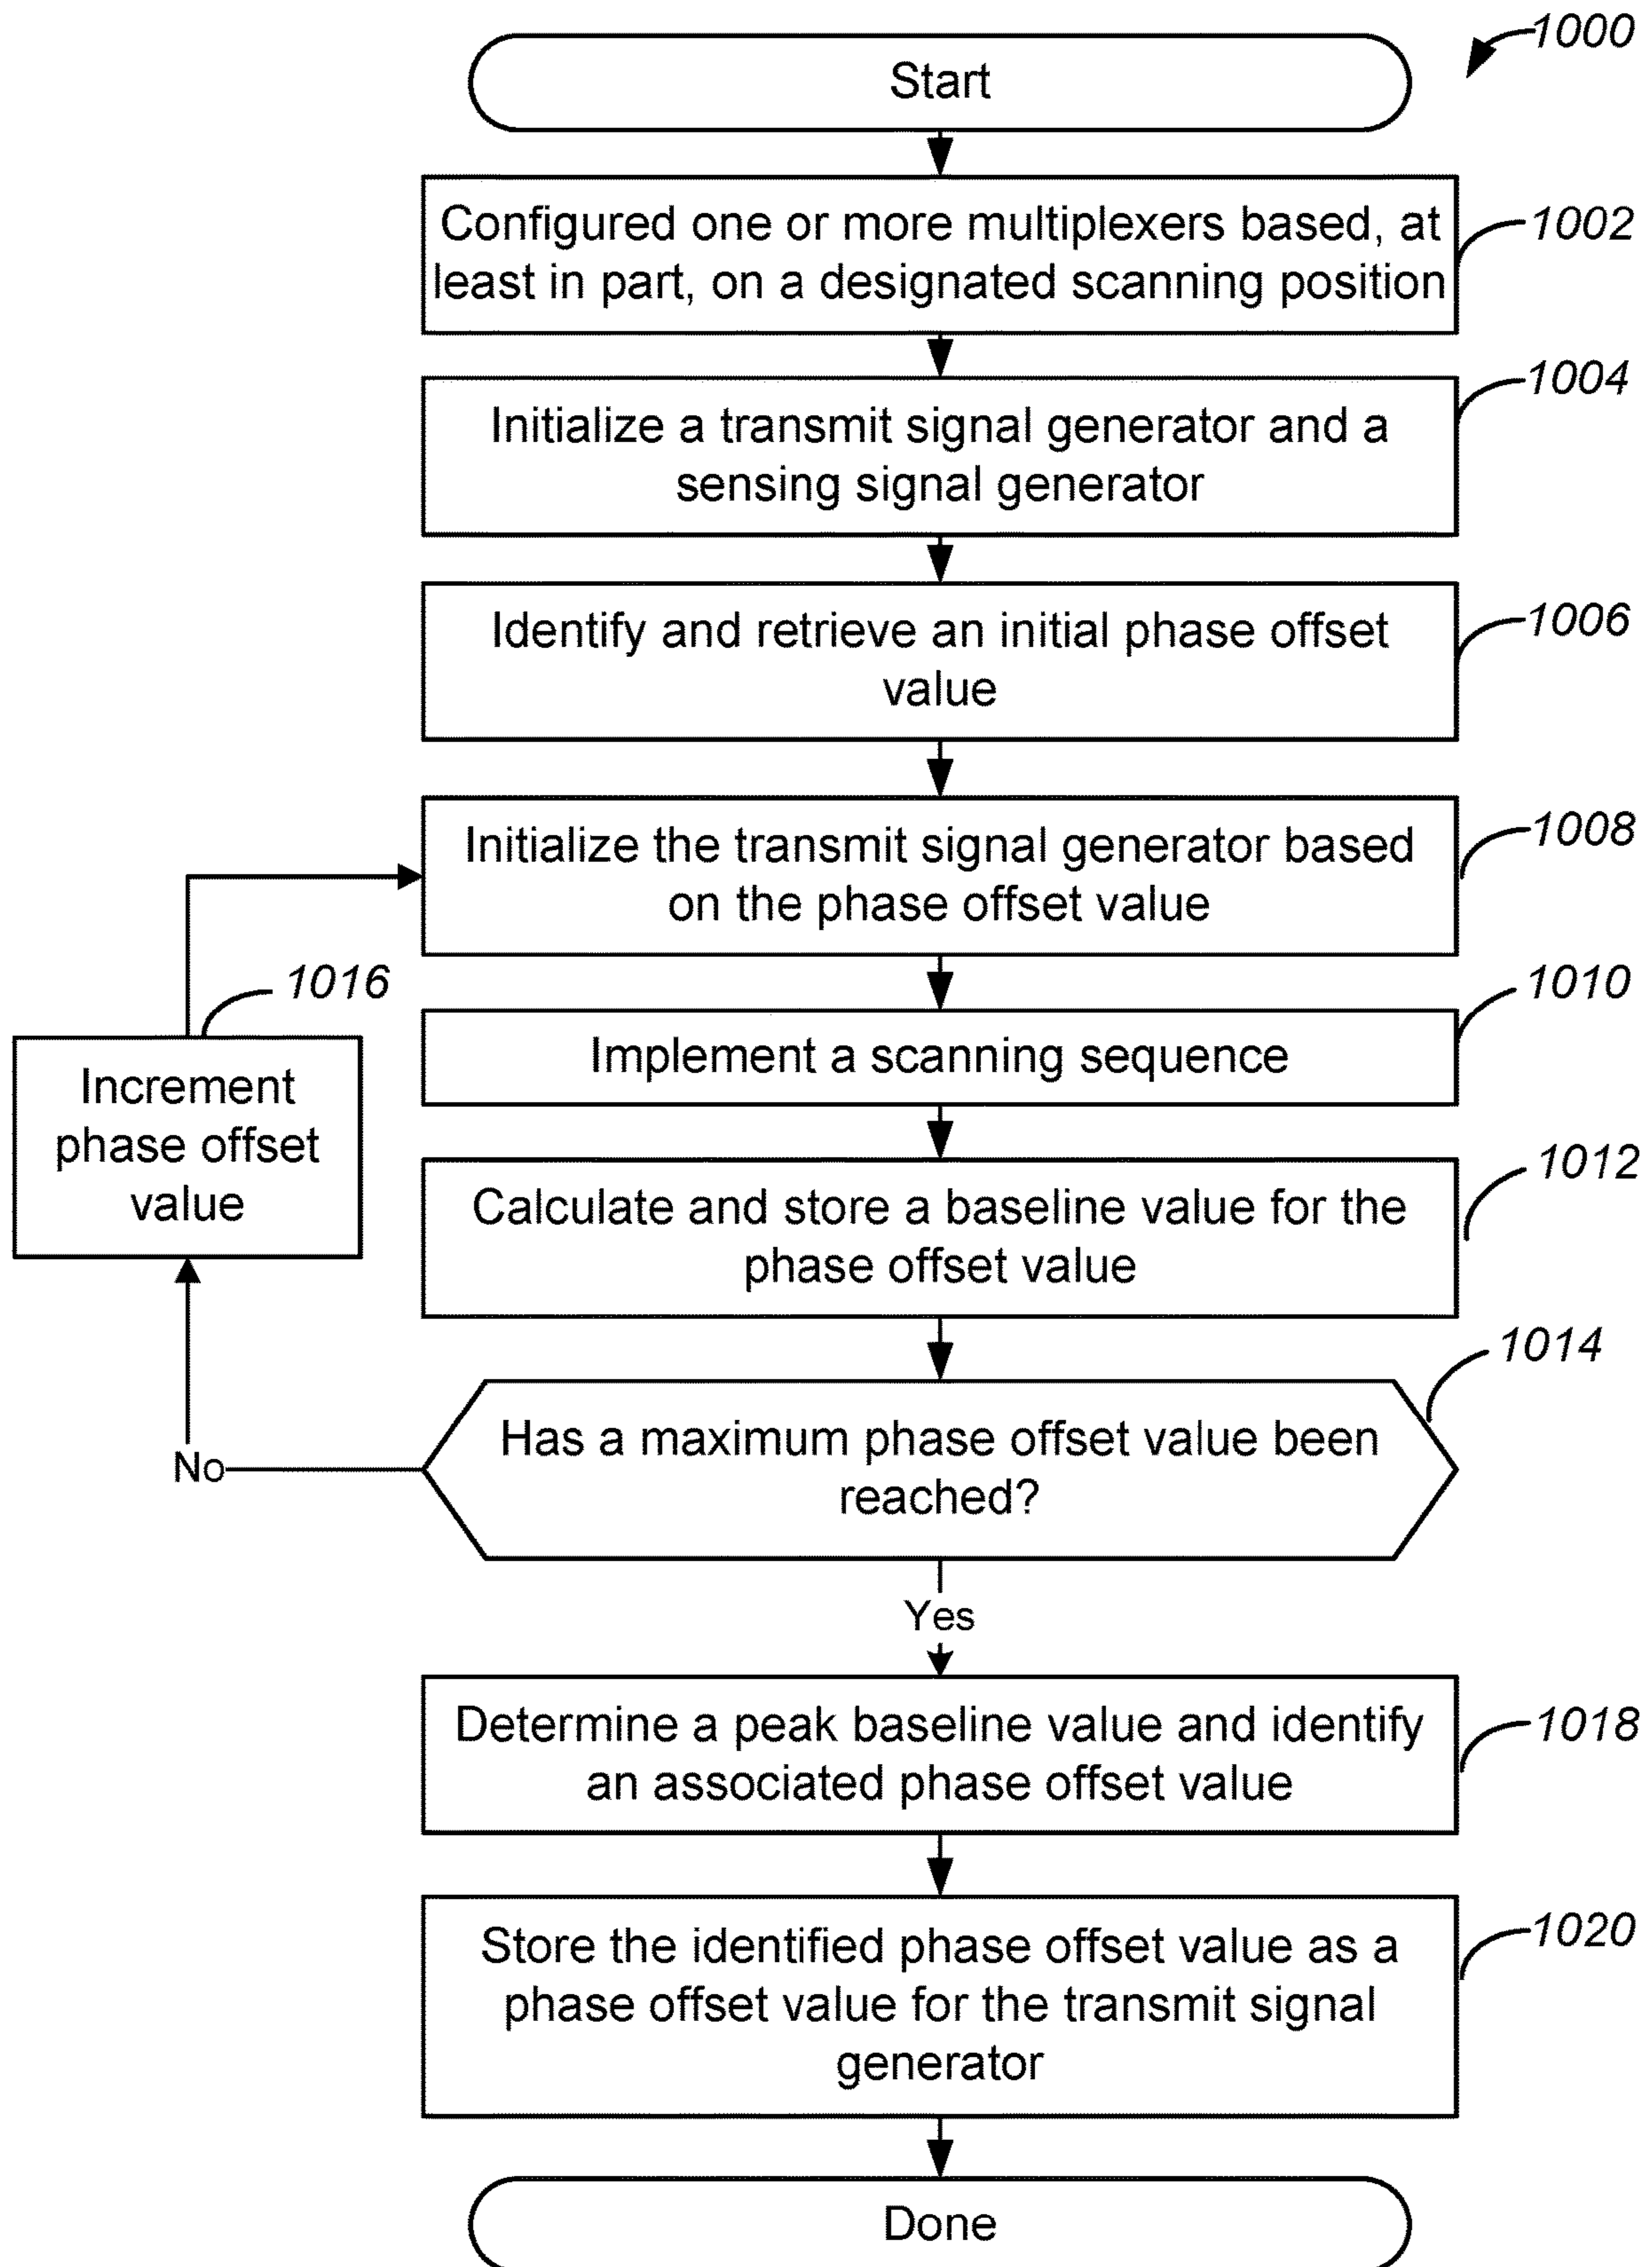 1000
Start
Configured one or more multiplexers based, at
least in part, on a designated scanning position
1002
Initialize a transmit signal generator and a
sensing signal generator
1004
Identify and retrieve an initial phase offset
value
1006
Initialize the transmit signal generator based
on the phase offset value
1008
Implement a scanning sequence
1010
Calculate and store a baseline value for the
phase offset value
1012
Has a maximum phase offset value been
reached?
1014
No
Increment
phase offset
value
1016
Yes
Determine a peak baseline value and identify
an associated phase offset value
1018
Store the identified phase offset value as a
phase offset value for the transmit signal
generator
1020
Done